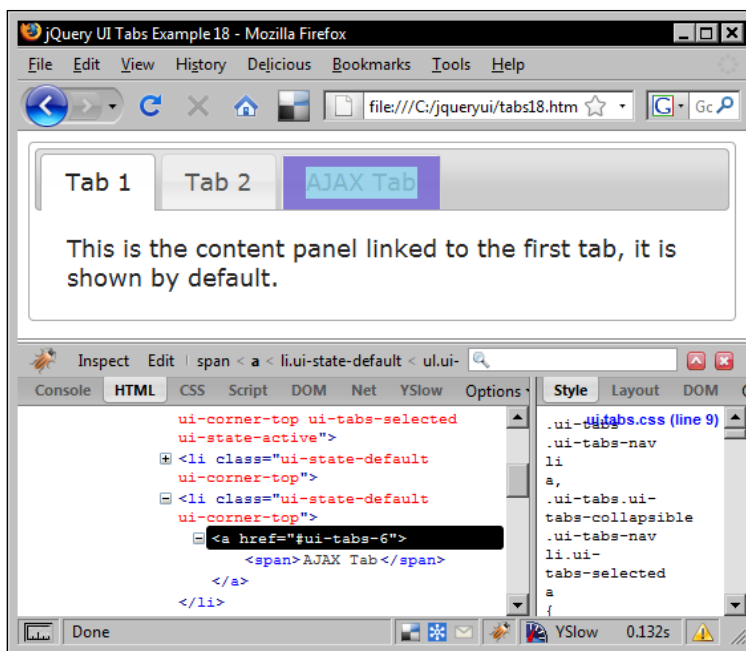 jQuery UI Tabs Example 18 - Mozilla Firefox
File Edit View History Delicious Bookmarks Tools Help
file:///C:/jqueryui/tabs18.htm G Gc
Tab 1 Tab 2 AJAX Tab
This is the content panel linked to the first tab, it is
shown by default.
Inspect Edit span < a < li.ui-state-default < ul.ui-
Console HTML CSS Script DOM Net YSlow Options Style Layout DOM
ui-corner-top ui-tabs-selected
ui-state-active">
<li class="ui-state-default
ui-corner-top">
<li class="ui-state-default
ui-corner-top">
<a href="#ui-tabs-6">
<span>AJAX Tab</span>
</a>
</li>
ui.tabs.css (line 9)
.ui-tabs
.ui-tabs-nav
li
a,
.ui-tabs.ui-
tabs-collapsible
.ui-tabs-nav
li.ui-
tabs-selected
a
{
Done YSlow 0.132s